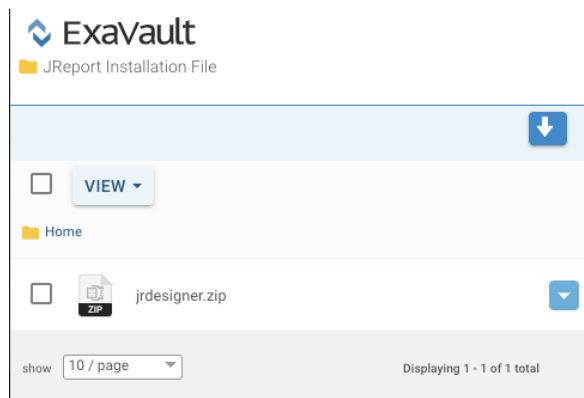 ExaVault
JReport Installation File
VIEW
Home
ZIP
jrdesigner.zip
show 10 / page Displaying 1 - 1 of 1 total